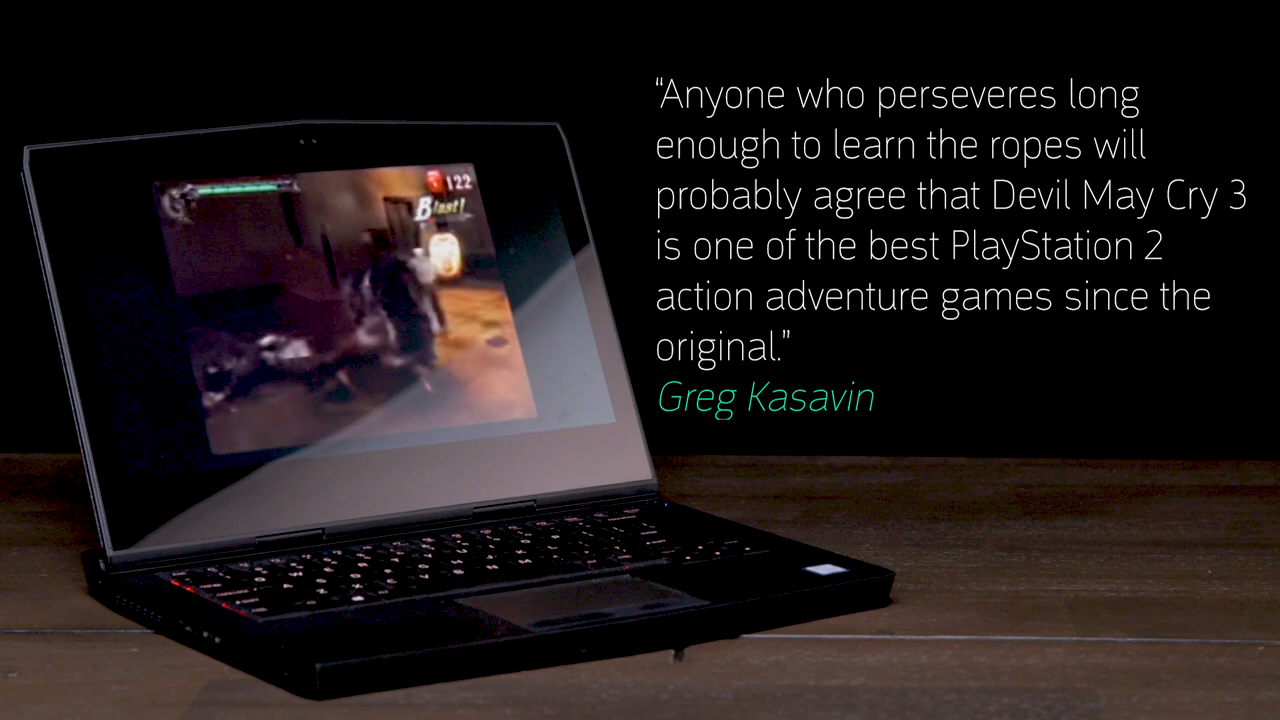 122
Blast!
“Anyone who perseveres long
enough to learn the ropes will
probably agree that Devil May Cry 3
is one of the best PlayStation 2
action adventure games since the
original.”
Greg Kasavin